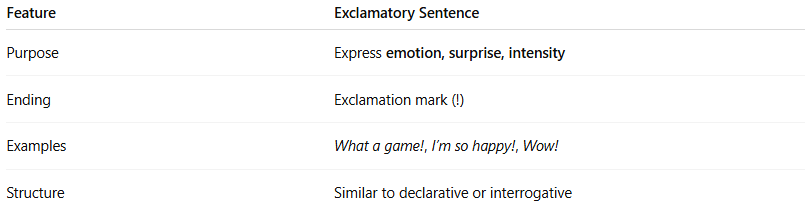 Feature Exclamatory Sentence
Purpose Express emotion, surprise, intensity
Ending Exclamation mark (!)
Examples What a game!, I’m so happy!, Wow!
Structure Similar to declarative or interrogative